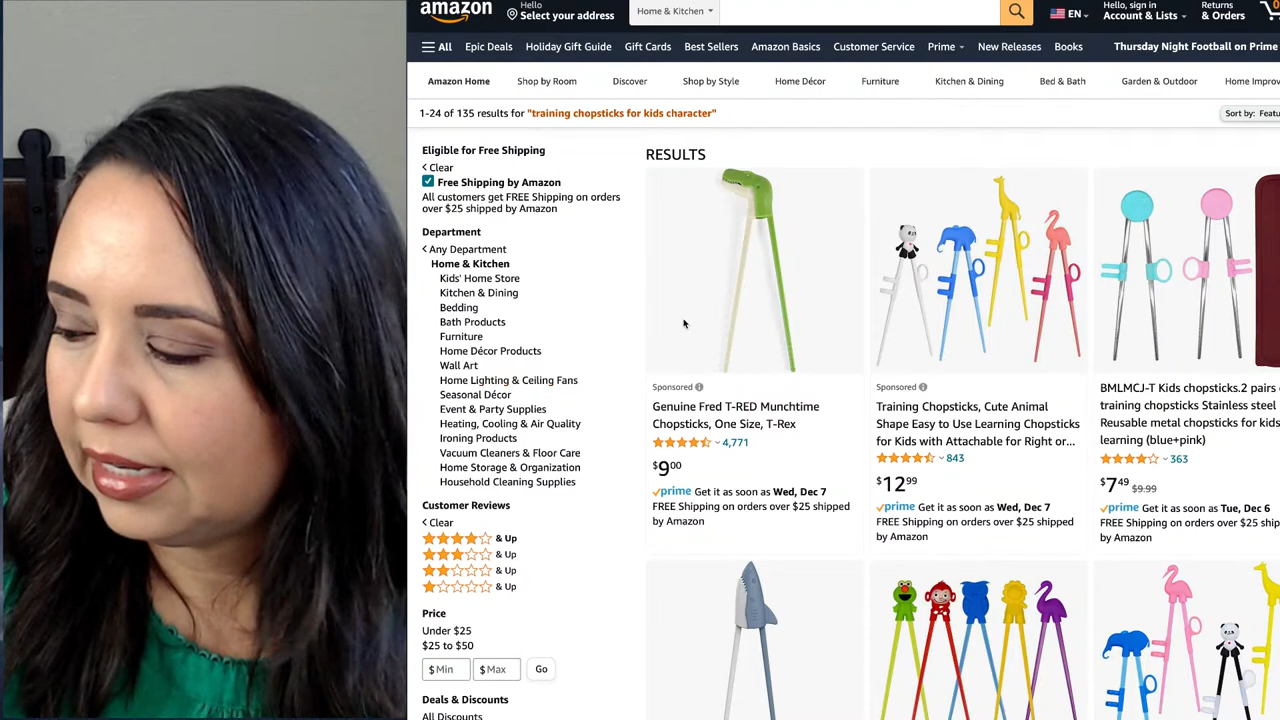 amazon
Hello
Select your address
Home & Kitchen
EN
Hello, sign in
Account & Lists
Returns
& Orders
0
All
Epic Deals
Holiday Gift Guide
Gift Cards
Best Sellers
Amazon Basics
Customer Service
Prime
New Releases
Books
Thursday Night Football on Prime
Amazon Home
Shop by Room
Discover
Shop by Style
Home Décor
Furniture
Kitchen & Dining
Bed & Bath
Garden & Outdoor
Home Improv
1-24 of 135 results for "training chopsticks for kids character"
Sort by: Featu
Eligible for Free Shipping
Clear
Free Shipping by Amazon
All customers get FREE Shipping on orders
over $25 shipped by Amazon
Department
Any Department
Home & Kitchen
Kids' Home Store
Kitchen & Dining
Bedding
Bath Products
Furniture
Home Décor Products
Wall Art
Home Lighting & Ceiling Fans
Seasonal Décor
Event & Party Supplies
Heating, Cooling & Air Quality
Ironing Products
Vacuum Cleaners & Floor Care
Home Storage & Organization
Household Cleaning Supplies
Customer Reviews
Clear
& Up
& Up
& Up
& Up
Price
Under $25
$25 to $50
$ Min
$ Max
Go
Deals & Discounts
All Discounts
RESULTS
Sponsored
Genuine Fred T-RED Munchtime
Chopsticks, One Size, T-Rex
4,771
$9 00
prime Get it as soon as Wed, Dec 7
FREE Shipping on orders over $25 shipped
by Amazon
Sponsored
Training Chopsticks, Cute Animal
Shape Easy to Use Learning Chopsticks
for Kids with Attachable for Right or...
843
$12 99
prime Get it as soon as Wed, Dec 7
FREE Shipping on orders over $25 shipped
by Amazon
BMLMCJ-T Kids chopsticks.2 pairs
training chopsticks Stainless steel
Reusable metal chopsticks for kids
learning (blue+pink)
363
$7 49 $9.99
prime Get it as soon as Tue, Dec 6
FREE Shipping on orders over $25 ship
by Amazon